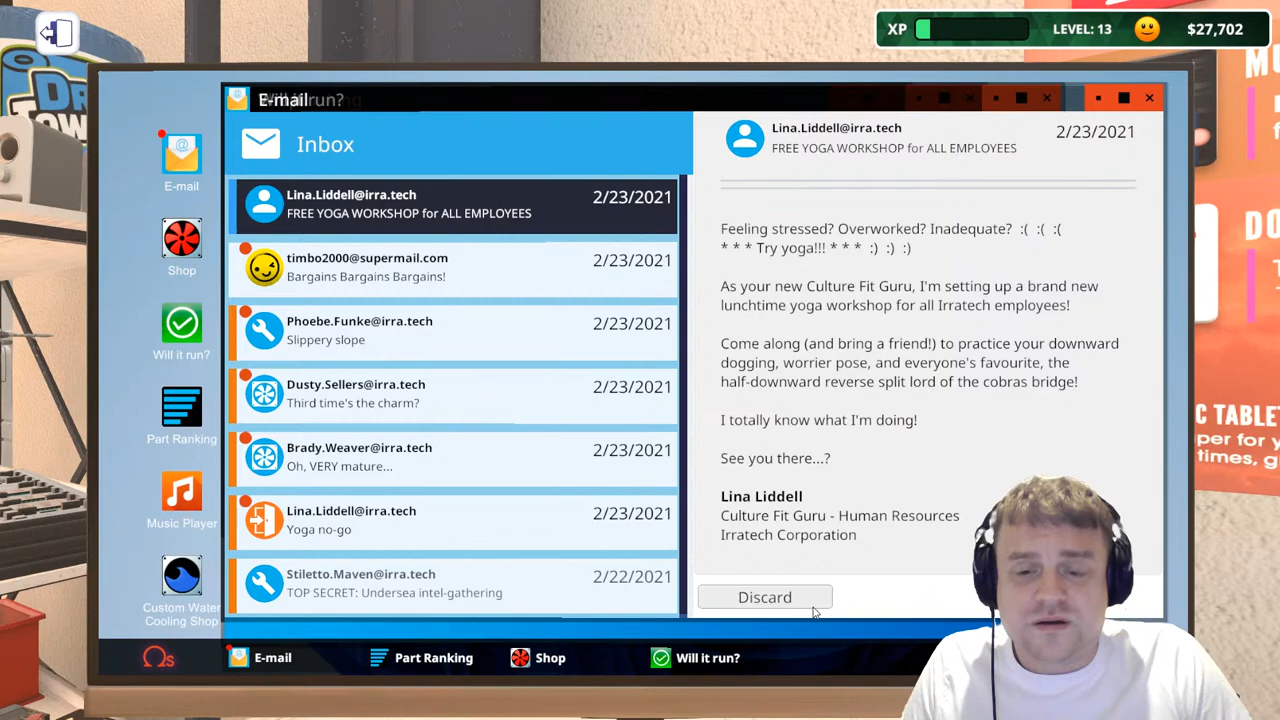 XP
LEVEL: 13
$27,702
E-mail
Inbox
Lina.Liddell@irra.tech
2/23/2021
FREE YOGA WORKSHOP for ALL EMPLOYEES
timbo2000@supermail.com
2/23/2021
Bargains Bargains Bargains!
Phoebe.Funke@irra.tech
2/23/2021
Slippery slope
Dusty.Sellers@irra.tech
2/23/2021
Third time's the charm?
Brady.Weaver@irra.tech
2/23/2021
Oh, VERY mature...
Lina.Liddell@irra.tech
2/23/2021
Yoga no-go
Stiletto.Maven@irra.tech
2/22/2021
TOP SECRET: Undersea intel-gathering
Lina.Liddell@irra.tech
2/23/2021
FREE YOGA WORKSHOP for ALL EMPLOYEES
Feeling stressed? Overworked? Inadequate? :( :( :(
* * * Try yoga!!! * * * :) :) :)
As your new Culture Fit Guru, I'm setting up a brand new
lunchtime yoga workshop for all Irratech employees!
Come along (and bring a friend!) to practice your downward
dogging, worrier pose, and everyone's favourite, the
half-downward reverse split lord of the cobras bridge!
I totally know what I'm doing!
See you there...?
Lina Liddell
Culture Fit Guru - Human Resources
Irratech Corporation
Discard
E-mail
Shop
Will it run?
Part Ranking
Music Player
Custom Water
Cooling Shop
E-mail
Part Ranking
Shop
Will it run?